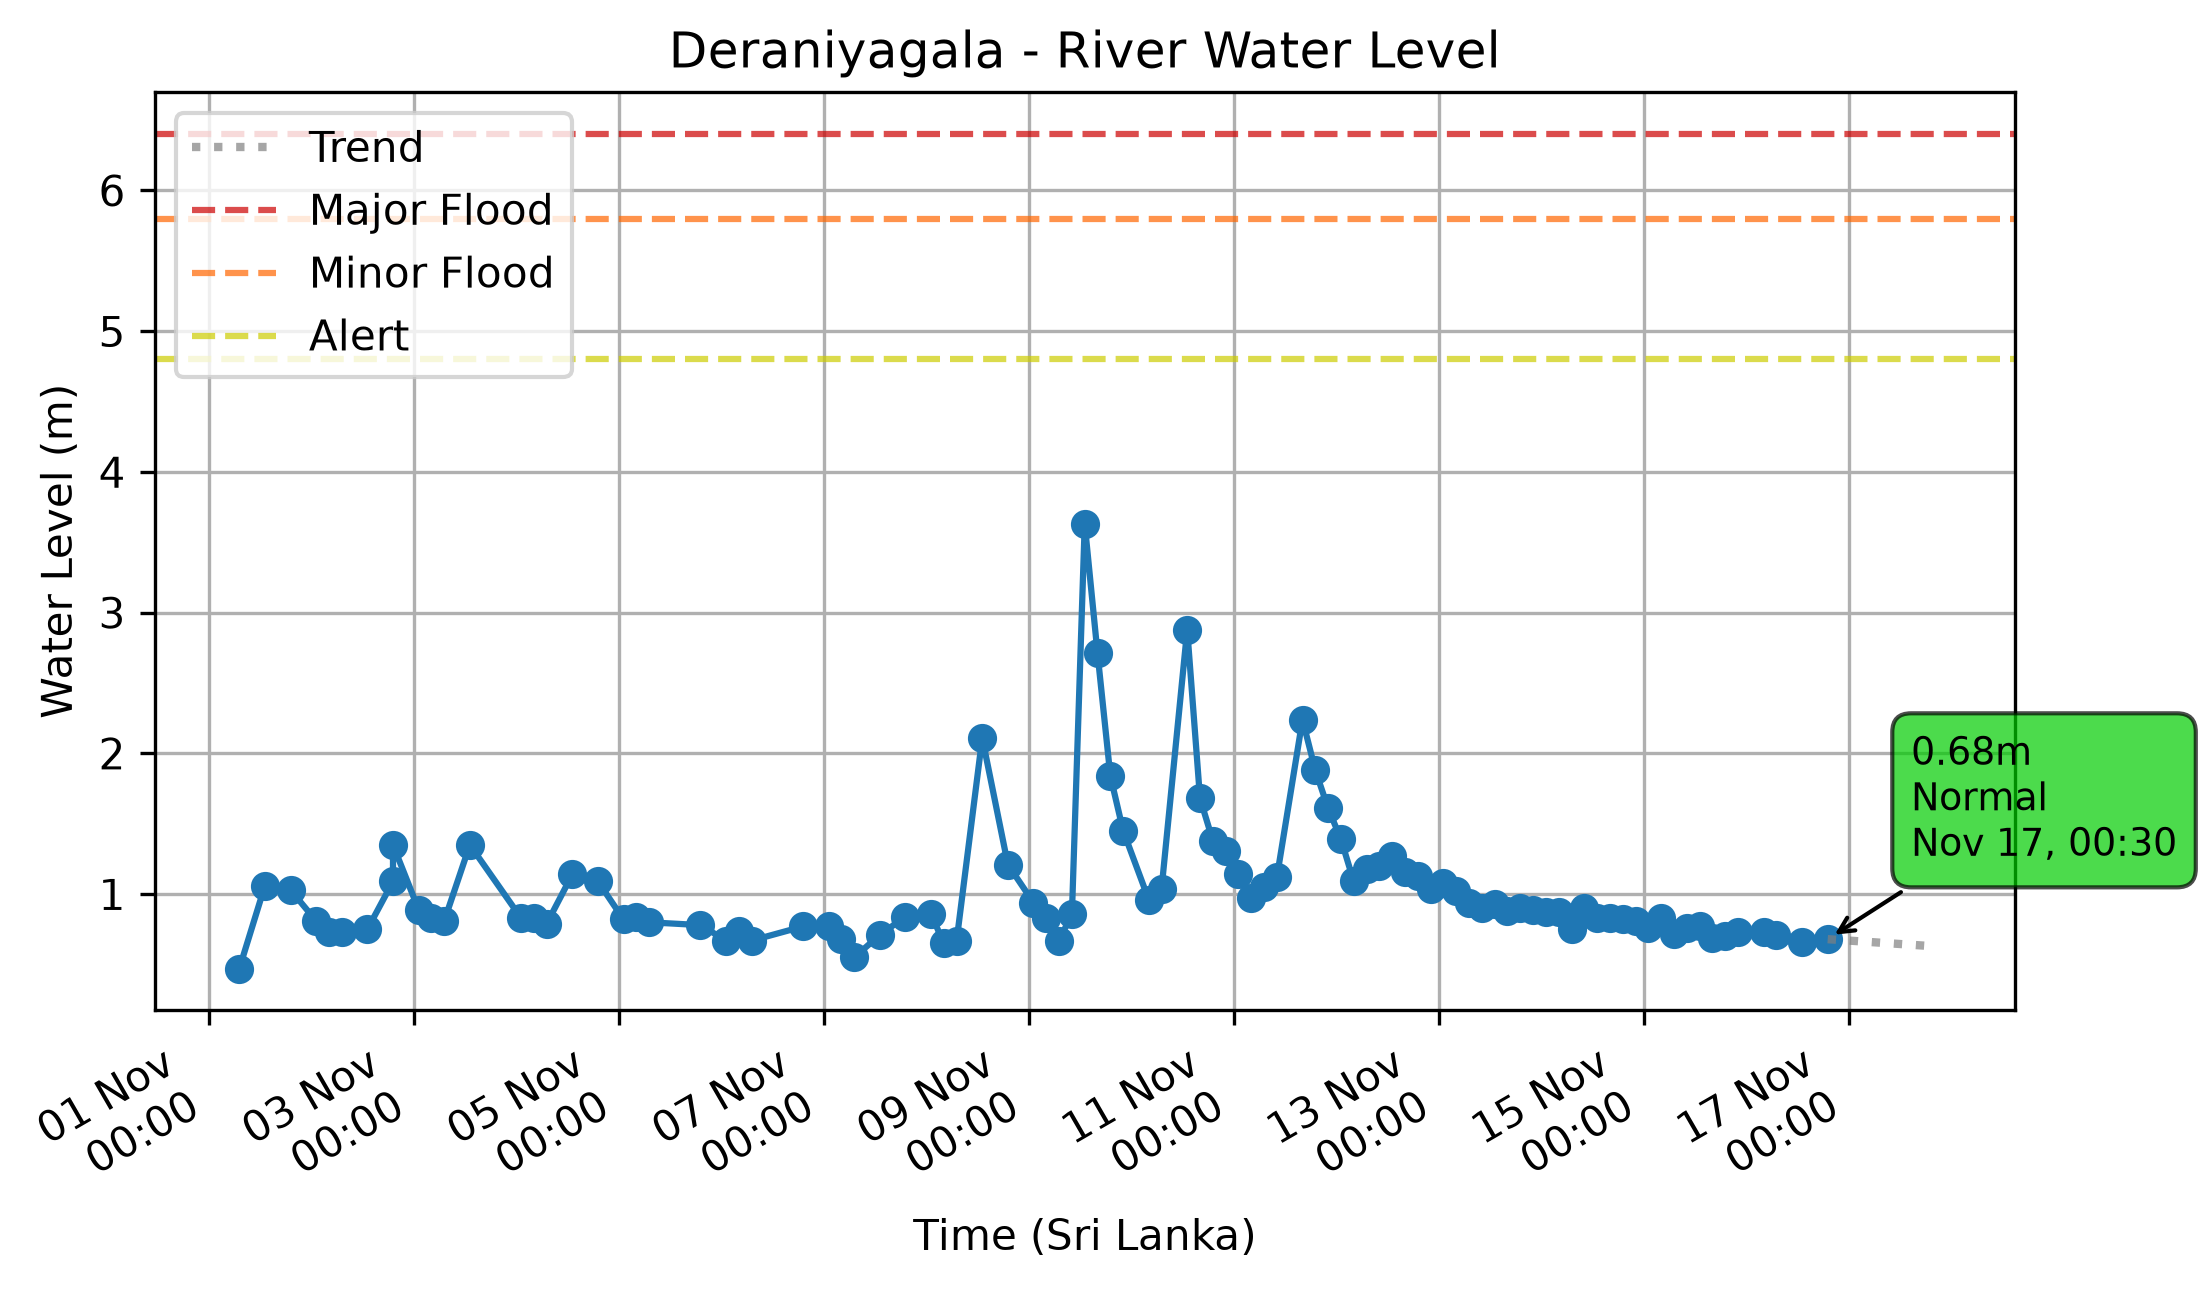 Deraniyagala - River Water Level
Trend
Major Flood
Minor Flood
Alert
Water Level (m)
6
5
4
3
2
1
0.68m
Normal
Nov 17, 00:30
01 Nov
00:00
03 Nov
00:00
05 Nov
00:00
07 Nov
00:00
09 Nov
00:00
11 Nov
00:00
13 Nov
00:00
15 Nov
00:00
17 Nov
00:00
Time (Sri Lanka)